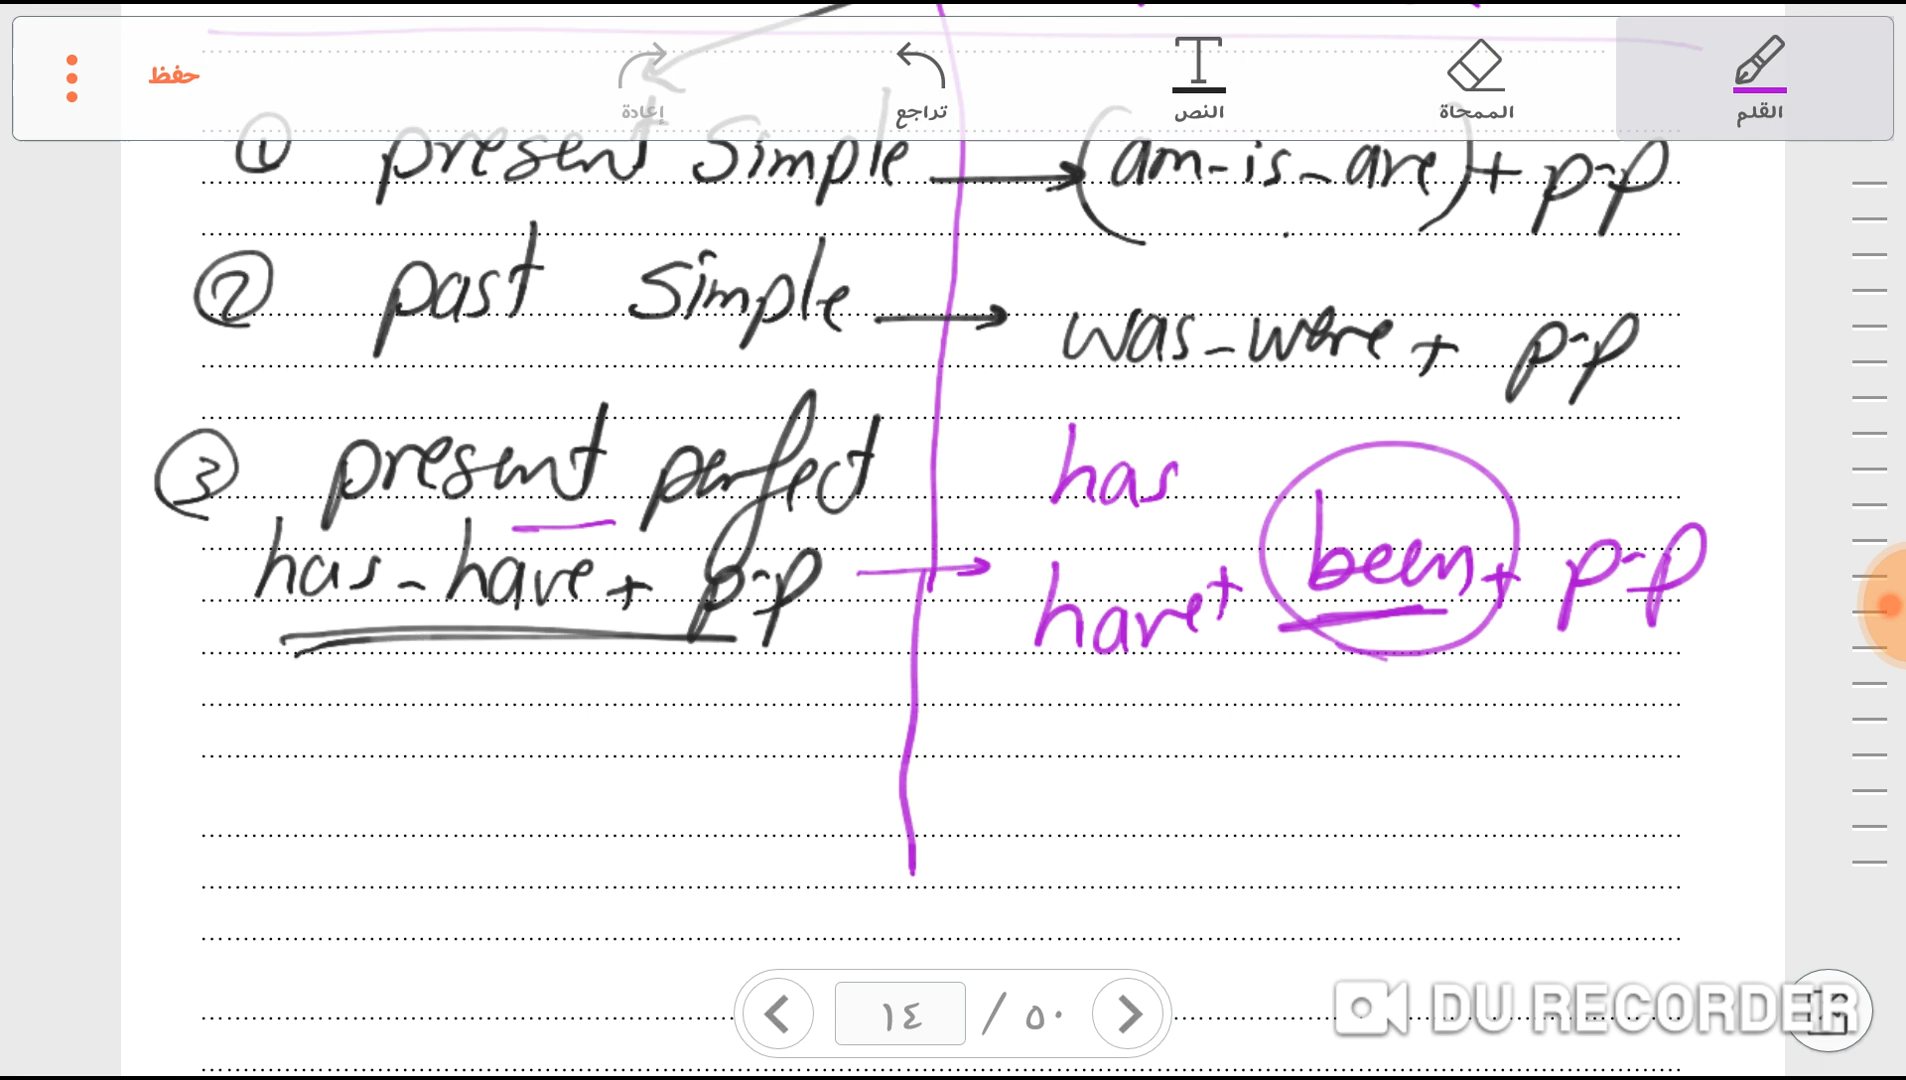 حفظ
إعادة
تراجع
النص
الممحاة
القلم
① present simple → (am-is-are) + p-p
② past simple → was-were + p-p
③ present perfect
has-have + p-p → has
have + been + p-p
١٤ / ٥٠
DU RECORDER